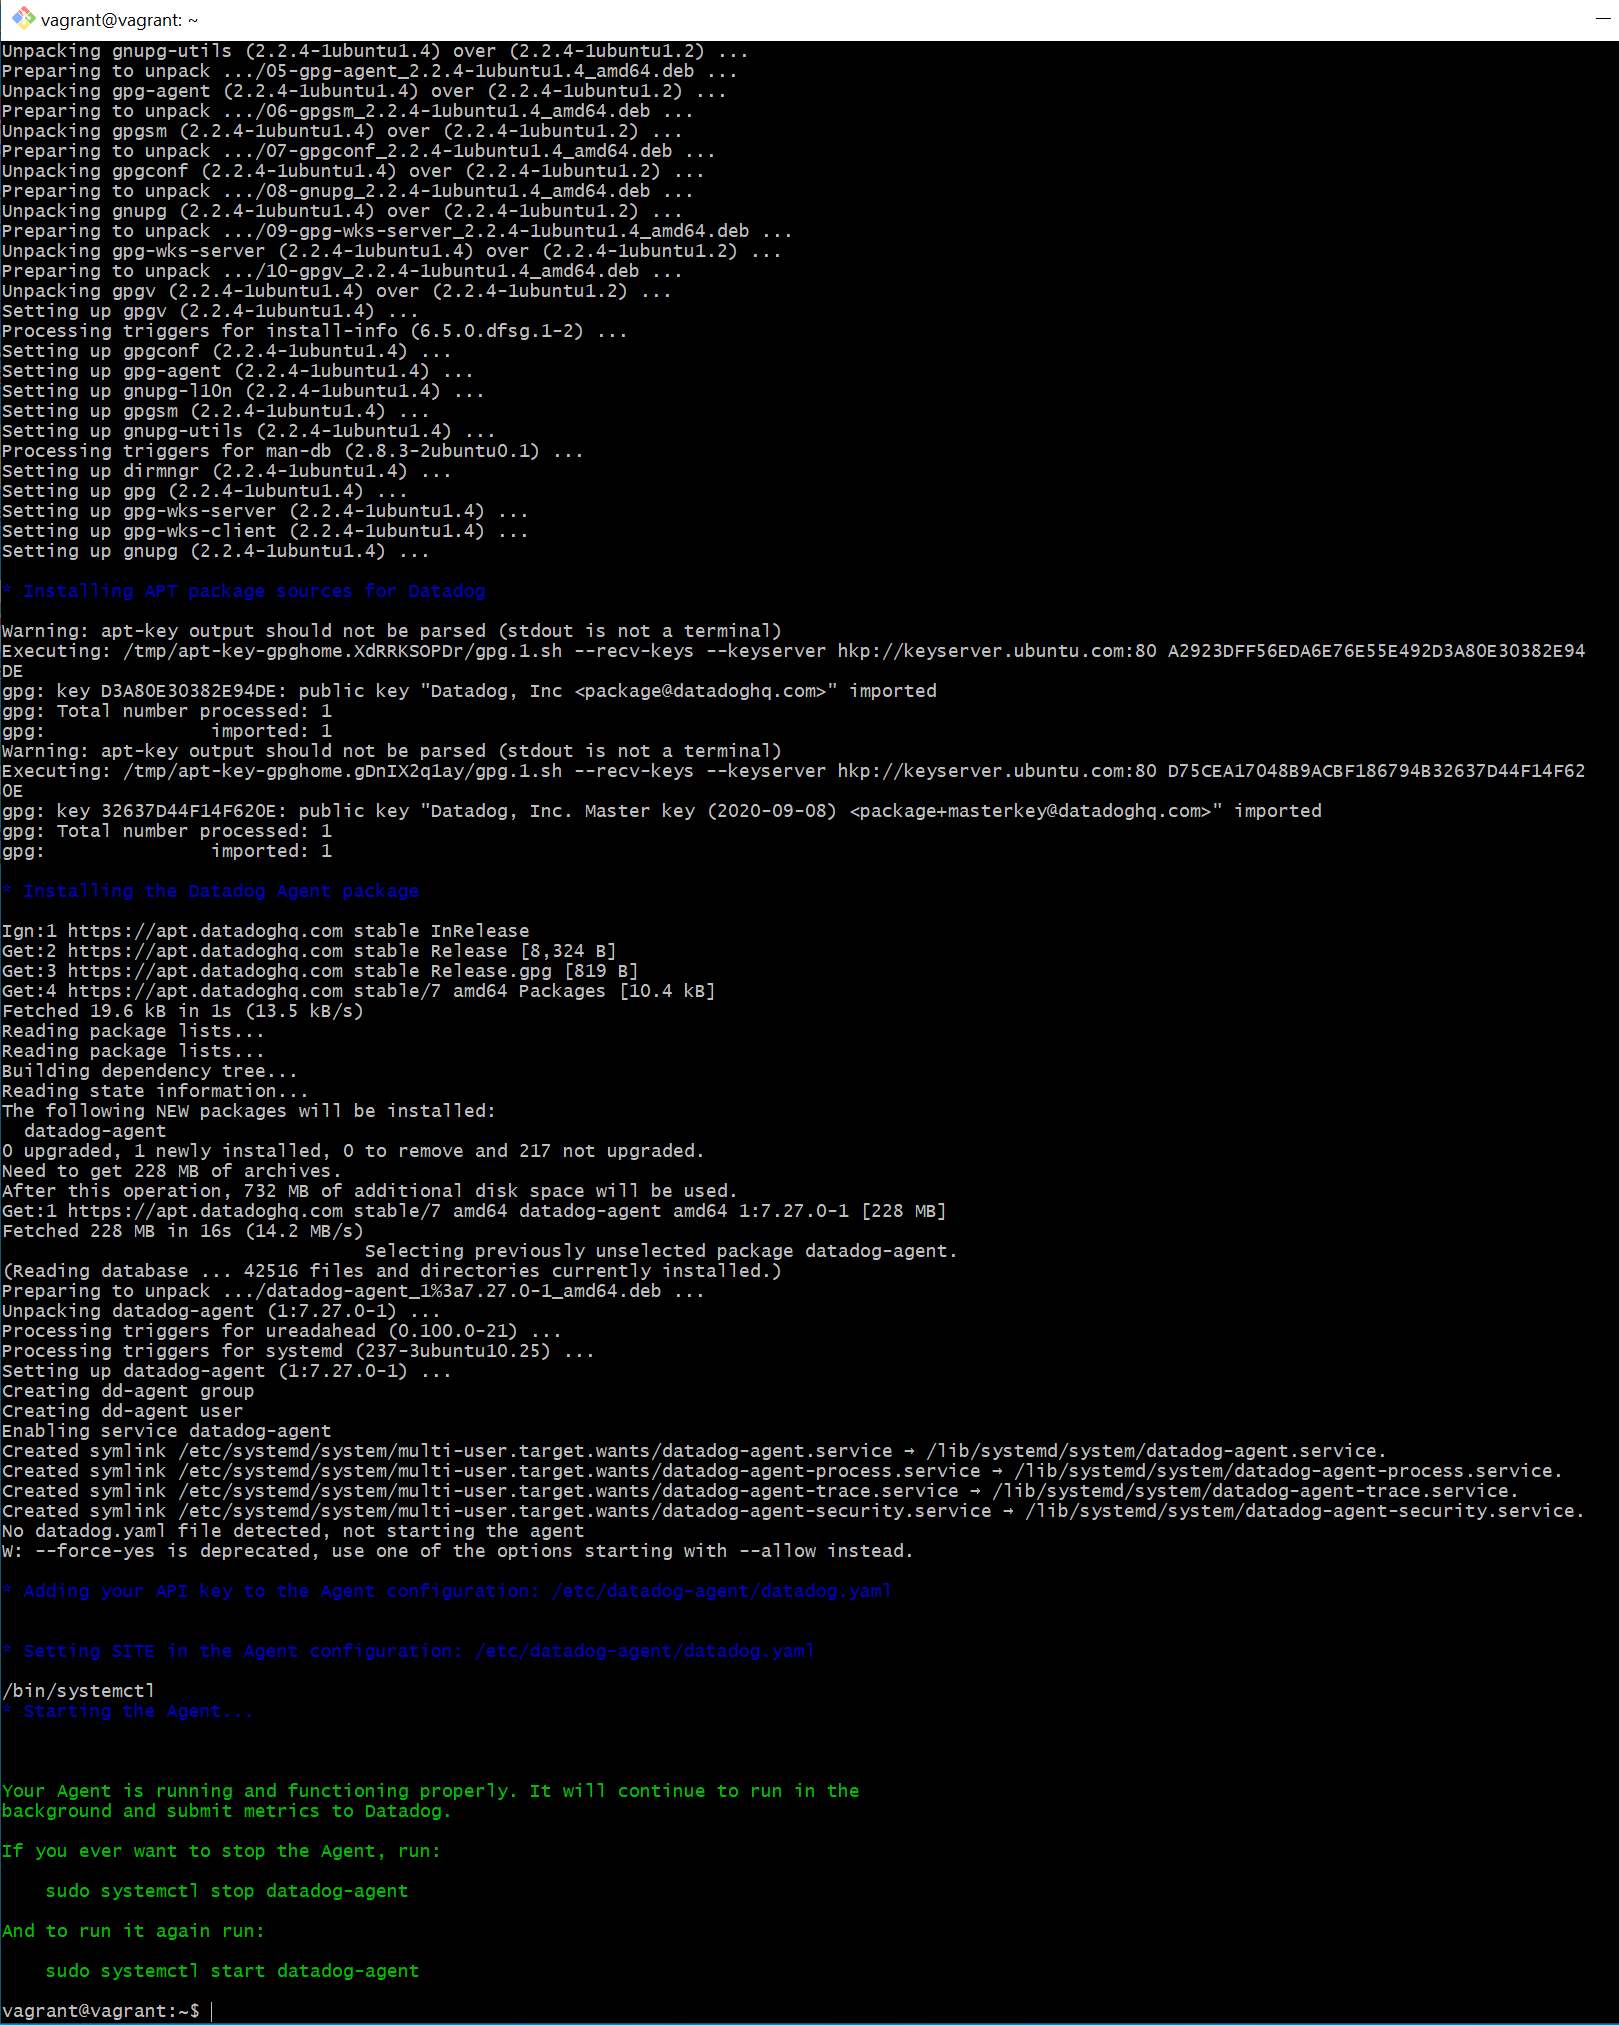 vagrant@vagrant: ~
Unpacking gnupg-utils (2.2.4-1ubuntu1.4) over (2.2.4-1ubuntu1.2) ...
Preparing to unpack .../05-gpg-agent_2.2.4-1ubuntu1.4_amd64.deb ...
Unpacking gpg-agent (2.2.4-1ubuntu1.4) over (2.2.4-1ubuntu1.2) ...
Preparing to unpack .../06-gpgsm_2.2.4-1ubuntu1.4_amd64.deb ...
Unpacking gpgsm (2.2.4-1ubuntu1.4) over (2.2.4-1ubuntu1.2) ...
Preparing to unpack .../07-gpgconf_2.2.4-1ubuntu1.4_amd64.deb ...
Unpacking gpgconf (2.2.4-1ubuntu1.4) over (2.2.4-1ubuntu1.2) ...
Preparing to unpack .../08-gnupg_2.2.4-1ubuntu1.4_amd64.deb ...
Unpacking gnupg (2.2.4-1ubuntu1.4) over (2.2.4-1ubuntu1.2) ...
Preparing to unpack .../09-gpg-wks-server_2.2.4-1ubuntu1.4_amd64.deb ...
Unpacking gpg-wks-server (2.2.4-1ubuntu1.4) over (2.2.4-1ubuntu1.2) ...
Preparing to unpack .../10-gpgv_2.2.4-1ubuntu1.4_amd64.deb ...
Unpacking gpgv (2.2.4-1ubuntu1.4) over (2.2.4-1ubuntu1.2) ...
Setting up gpgv (2.2.4-1ubuntu1.4) ...
Processing triggers for install-info (6.5.0.dfsg.1-2) ...
Setting up gpgconf (2.2.4-1ubuntu1.4) ...
Setting up gpg-agent (2.2.4-1ubuntu1.4) ...
Setting up gnupg-l10n (2.2.4-1ubuntu1.4) ...
Setting up gpgsm (2.2.4-1ubuntu1.4) ...
Setting up gnupg-utils (2.2.4-1ubuntu1.4) ...
Processing triggers for man-db (2.8.3-2ubuntu0.1) ...
Setting up dirmngr (2.2.4-1ubuntu1.4) ...
Setting up gpg (2.2.4-1ubuntu1.4) ...
Setting up gpg-wks-server (2.2.4-1ubuntu1.4) ...
Setting up gpg-wks-client (2.2.4-1ubuntu1.4) ...
Setting up gnupg (2.2.4-1ubuntu1.4) ...
* Installing APT package sources for Datadog
Warning: apt-key output should not be parsed (stdout is not a terminal)
Executing: /tmp/apt-key-gpghome.XdRRKSOPDr/gpg.1.sh --recv-keys --keyserver hkp://keyserver.ubuntu.com:80 A2923DFF56EDA6E76E55E492D3A80E30382E94
DE
gpg: key D3A80E30382E94DE: public key "Datadog, Inc <package@datadoghq.com>" imported
gpg: Total number processed: 1
gpg:               imported: 1
Warning: apt-key output should not be parsed (stdout is not a terminal)
Executing: /tmp/apt-key-gpghome.gDnIX2q1ay/gpg.1.sh --recv-keys --keyserver hkp://keyserver.ubuntu.com:80 D75CEA17048B9ACBF186794B32637D44F14F62
0E
gpg: key 32637D44F14F620E: public key "Datadog, Inc. Master key (2020-09-08) <package+masterkey@datadoghq.com>" imported
gpg: Total number processed: 1
gpg:               imported: 1
* Installing the Datadog Agent package
Ign:1 https://apt.datadoghq.com stable InRelease
Get:2 https://apt.datadoghq.com stable Release [8,324 B]
Get:3 https://apt.datadoghq.com stable Release.gpg [819 B]
Get:4 https://apt.datadoghq.com stable/7 amd64 Packages [10.4 kB]
Fetched 19.6 kB in 1s (13.5 kB/s)
Reading package lists...
Reading package lists...
Building dependency tree...
Reading state information...
The following NEW packages will be installed:
  datadog-agent
0 upgraded, 1 newly installed, 0 to remove and 217 not upgraded.
Need to get 228 MB of archives.
After this operation, 732 MB of additional disk space will be used.
Get:1 https://apt.datadoghq.com stable/7 amd64 datadog-agent amd64 1:7.27.0-1 [228 MB]
Fetched 228 MB in 16s (14.2 MB/s)
Selecting previously unselected package datadog-agent.
(Reading database ... 42516 files and directories currently installed.)
Preparing to unpack .../datadog-agent_1%3a7.27.0-1_amd64.deb ...
Unpacking datadog-agent (1:7.27.0-1) ...
Processing triggers for ureadahead (0.100.0-21) ...
Processing triggers for systemd (237-3ubuntu10.25) ...
Setting up datadog-agent (1:7.27.0-1) ...
Creating dd-agent group
Creating dd-agent user
Enabling service datadog-agent
Created symlink /etc/systemd/system/multi-user.target.wants/datadog-agent.service → /lib/systemd/system/datadog-agent.service.
Created symlink /etc/systemd/system/multi-user.target.wants/datadog-agent-process.service → /lib/systemd/system/datadog-agent-process.service.
Created symlink /etc/systemd/system/multi-user.target.wants/datadog-agent-trace.service → /lib/systemd/system/datadog-agent-trace.service.
Created symlink /etc/systemd/system/multi-user.target.wants/datadog-agent-security.service → /lib/systemd/system/datadog-agent-security.service.
No datadog.yaml file detected, not starting the agent
W: --force-yes is deprecated, use one of the options starting with --allow instead.
* Adding your API key to the Agent configuration: /etc/datadog-agent/datadog.yaml
* Setting SITE in the Agent configuration: /etc/datadog-agent/datadog.yaml
/bin/systemctl
* Starting the Agent...
Your Agent is running and functioning properly. It will continue to run in the
background and submit metrics to Datadog.
If you ever want to stop the Agent, run:
    sudo systemctl stop datadog-agent
And to run it again run:
    sudo systemctl start datadog-agent
vagrant@vagrant:~$